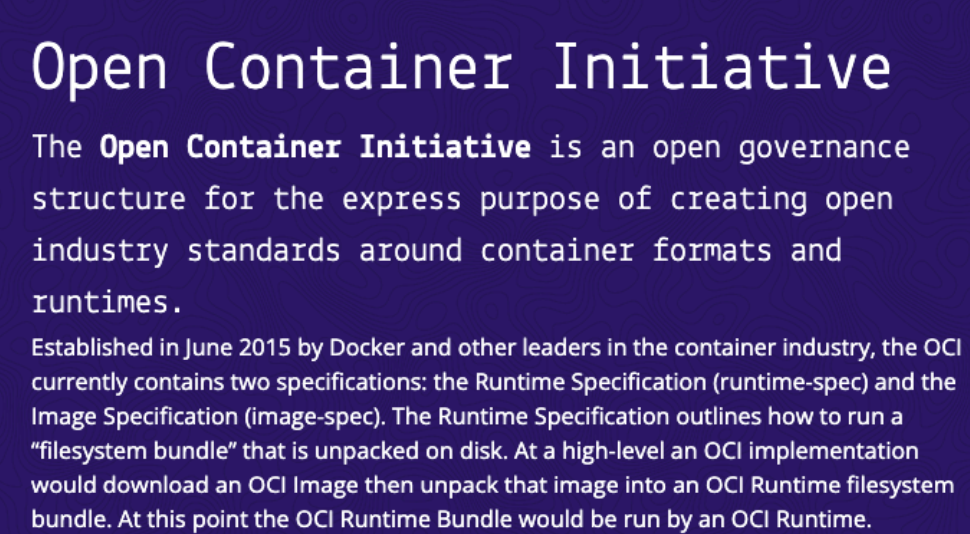 Open Container Initiative
The Open Container Initiative is an open governance
structure for the express purpose of creating open
industry standards around container formats and
runtimes.
Established in June 2015 by Docker and other leaders in the container industry, the OCI
currently contains two specifications: the Runtime Specification (runtime-spec) and the
Image Specification (image-spec). The Runtime Specification outlines how to run a
“filesystem bundle” that is unpacked on disk. At a high-level an OCI implementation
would download an OCI Image then unpack that image into an OCI Runtime filesystem
bundle. At this point the OCI Runtime Bundle would be run by an OCI Runtime.